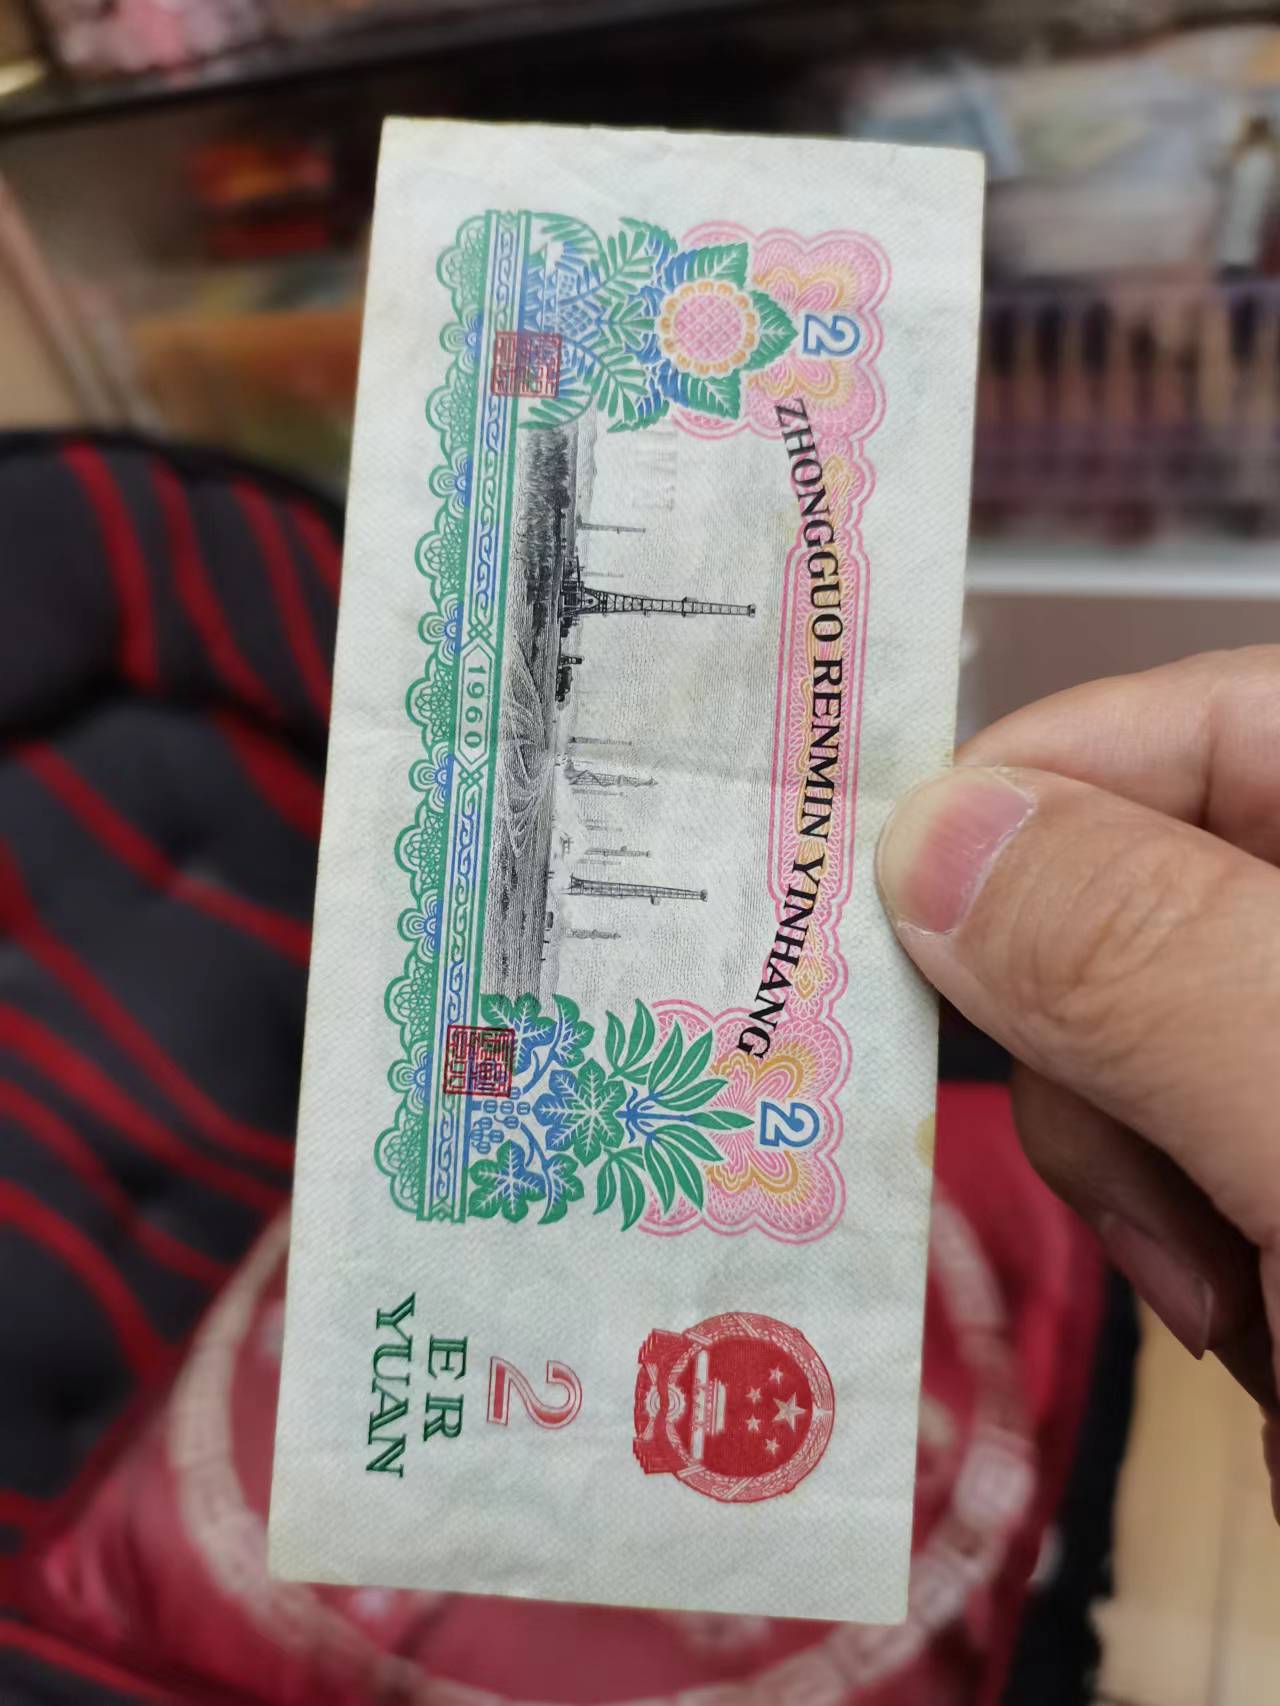 ZHONGGUO RENMIN YINHANG
2
2
1960
2
ER
YUAN